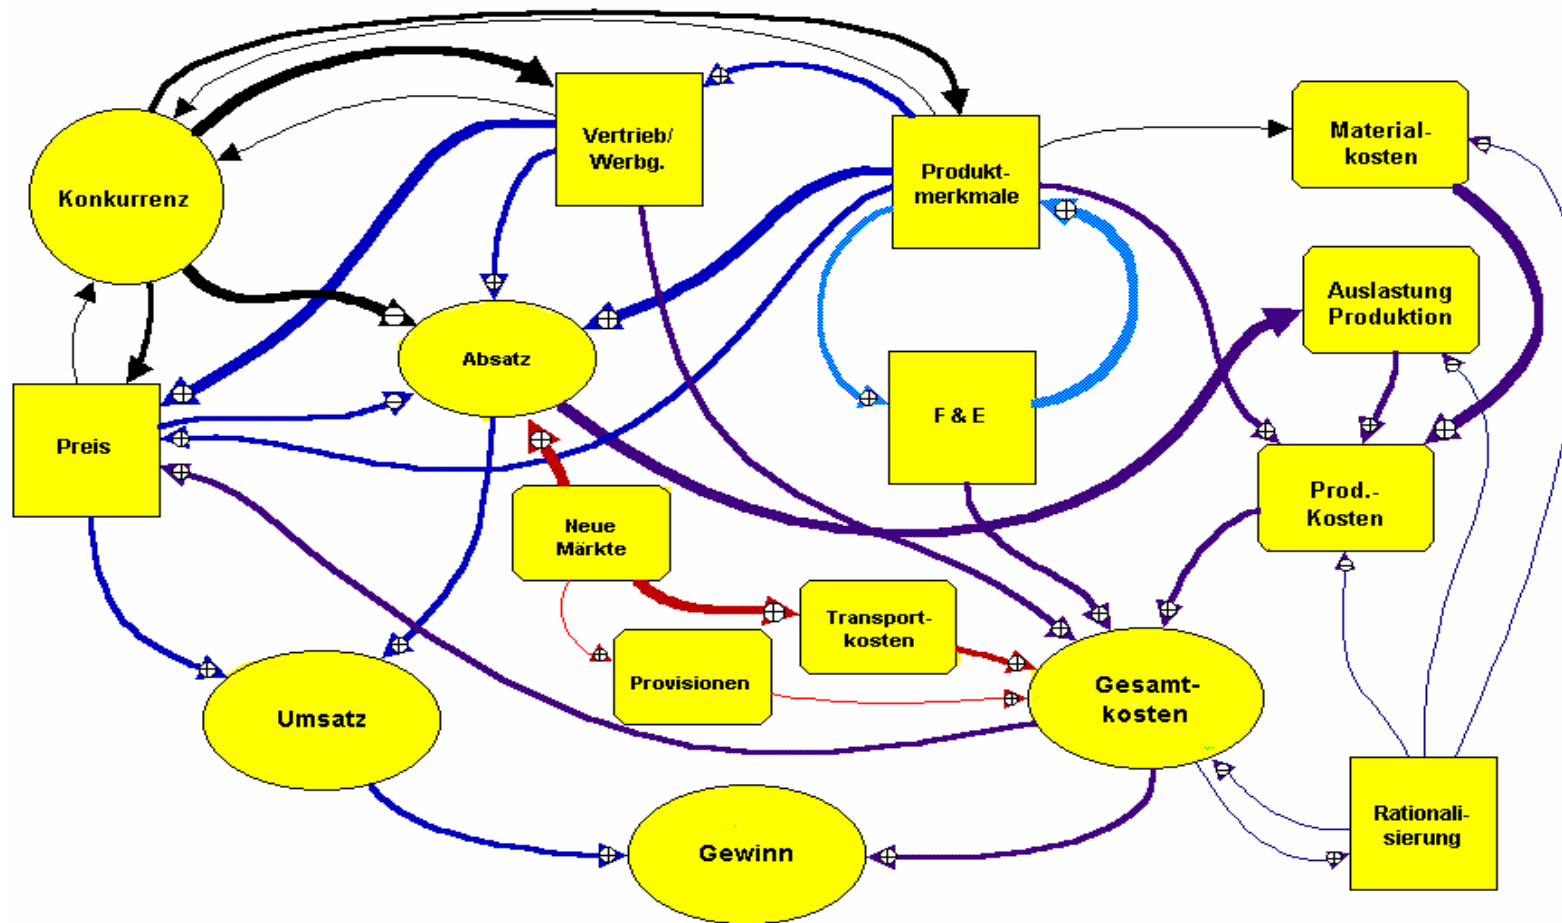 Vertrieb/
Werbg.
Material-
kosten
Konkurrenz
Produkt-
merkmale
Auslastung
Produktion
Absatz
F & E
Preis
Prod.-
Kosten
Neue
Märkte
Transport-
kosten
Provisionen
Gesamt-
kosten
Umsatz
Rationali-
sierung
Gewinn